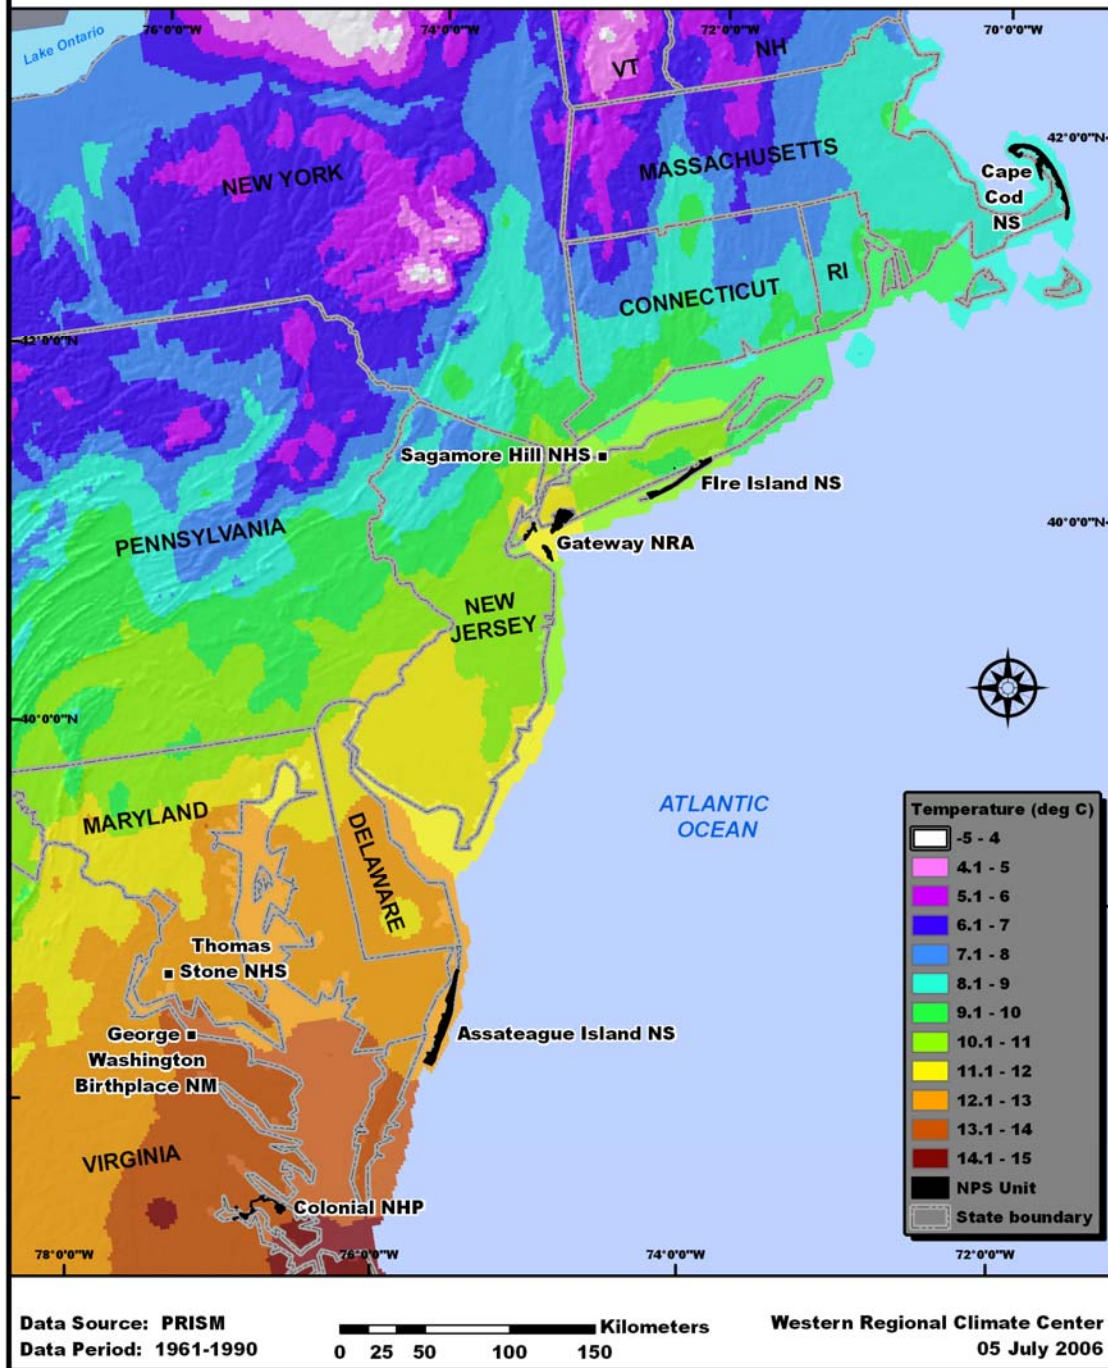 76°0'0"W
74°0'0"W
72°0'0"W
70°0'0"W
Lake Ontario
VT
NH
42°0'0"N
NEW YORK
MASSACHUSETTS
Cape
Cod
NS
RI
CONNECTICUT
42°0'0"N
Sagamore Hill NHS
FIre Island NS
PENNSYLVANIA
40°0'0"N
Gateway NRA
NEW
JERSEY
40°0'0"N
MARYLAND
DELAWARE
ATLANTIC
OCEAN
Temperature (deg C)
-5 - 4
4.1 - 5
5.1 - 6
6.1 - 7
7.1 - 8
8.1 - 9
9.1 - 10
10.1 - 11
11.1 - 12
12.1 - 13
13.1 - 14
14.1 - 15
NPS Unit
State boundary
Thomas
Stone NHS
George
Washington
Birthplace NM
Assateague Island NS
VIRGINIA
Colonial NHP
78°0'0"W
76°0'0"W
74°0'0"W
72°0'0"W
Data Source: PRISM
Data Period: 1961-1990
Kilometers
0 25 50 100 150
Western Regional Climate Center
05 July 2006